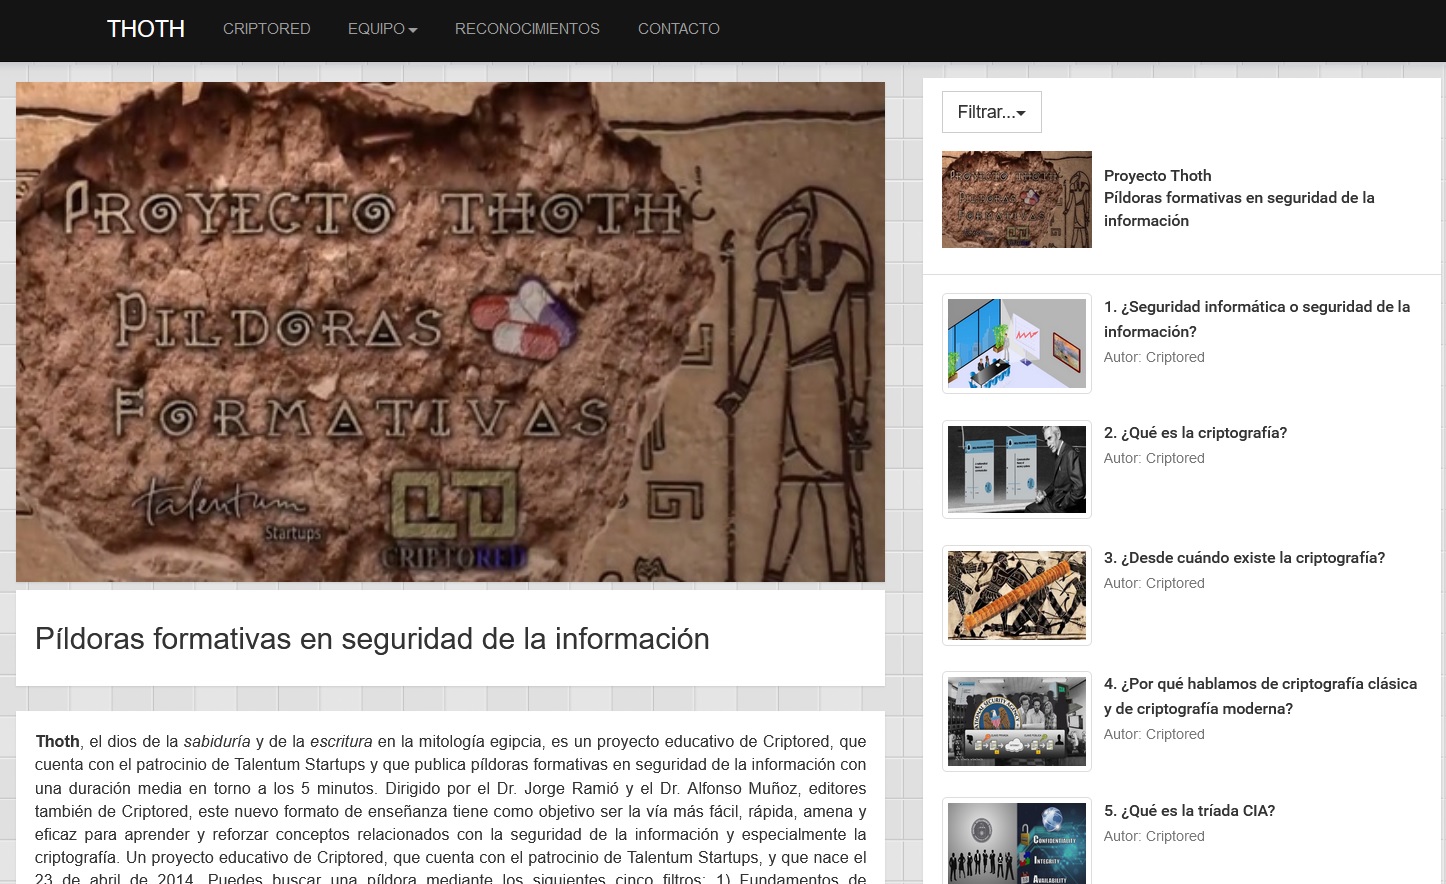 THOTH CRIPTORED EQUIPO RECONOCIMIENTOS CONTACTO
PROYECTO THOTH
PILDORAS
FORMATIVAS
talentum
Startups
CRIPTORED
Píldoras formativas en seguridad de la información
Thoth, el dios de la sabiduría y de la escritura en la mitología egipcia, es un proyecto educativo de Criptored, que
cuenta con el patrocinio de Talentum Startups y que publica píldoras formativas en seguridad de la información con
una duración media en torno a los 5 minutos. Dirigido por el Dr. Jorge Ramió y el Dr. Alfonso Muñoz, editores
también de Criptored, este nuevo formato de enseñanza tiene como objetivo ser la vía más fácil, rápida, amena y
eficaz para aprender y reforzar conceptos relacionados con la seguridad de la información y especialmente la
criptografía. Un proyecto educativo de Criptored, que cuenta con el patrocinio de Talentum Startups, y que nace el
23 de abril de 2014. Puedes buscar una píldora mediante los siguientes cinco filtros: 1) Fundamentos de
Filtrar...
PROYECTO THOTH
PILDORAS
FORMATIVAS
Proyecto Thoth
Píldoras formativas en seguridad de la
información
1. ¿Seguridad informática o seguridad de la
información?
Autor: Criptored
2. ¿Qué es la criptografía?
Autor: Criptored
3. ¿Desde cuándo existe la criptografía?
Autor: Criptored
4. ¿Por qué hablamos de criptografía clásica
y de criptografía moderna?
Autor: Criptored
5. ¿Qué es la tríada CIA?
Autor: Criptored
CONFIDENCIALITY
INTEGRITY
AVAILABILITY